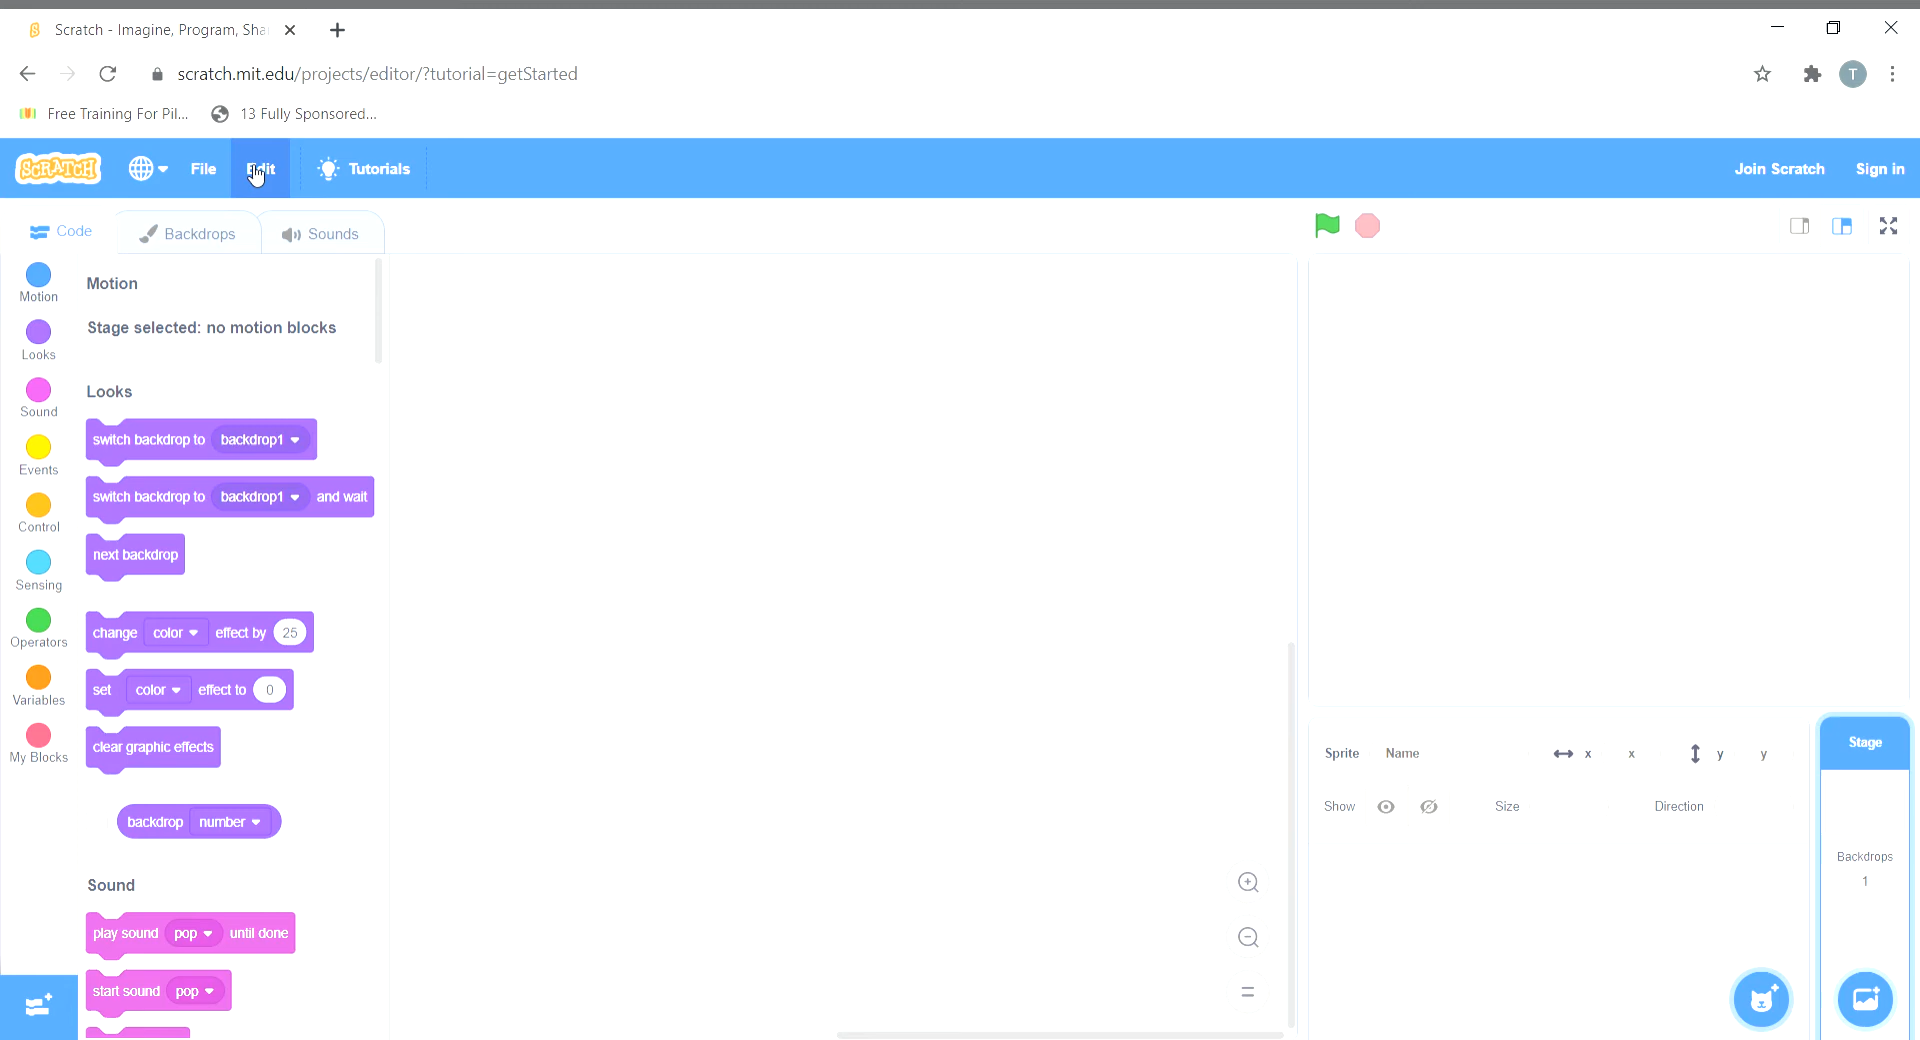 Scratch - Imagine, Program, Sha
scratch.mit.edu/projects/editor/?tutorial=getStarted
T
Free Training For Pil...
13 Fully Sponsored...
SCRATCH
File
Edit
Tutorials
Join Scratch
Sign in
Code
Backdrops
Sounds
Motion
Looks
Sound
Events
Control
Sensing
Operators
Variables
My Blocks
Motion
Stage selected: no motion blocks
Looks
switch backdrop to backdrop1
switch backdrop to backdrop1 and wait
next backdrop
change color effect by 25
set color effect to 0
clear graphic effects
backdrop number
Sound
play sound pop until done
start sound pop
Sprite Name x x y y
Show Size Direction
Stage
Backdrops
1